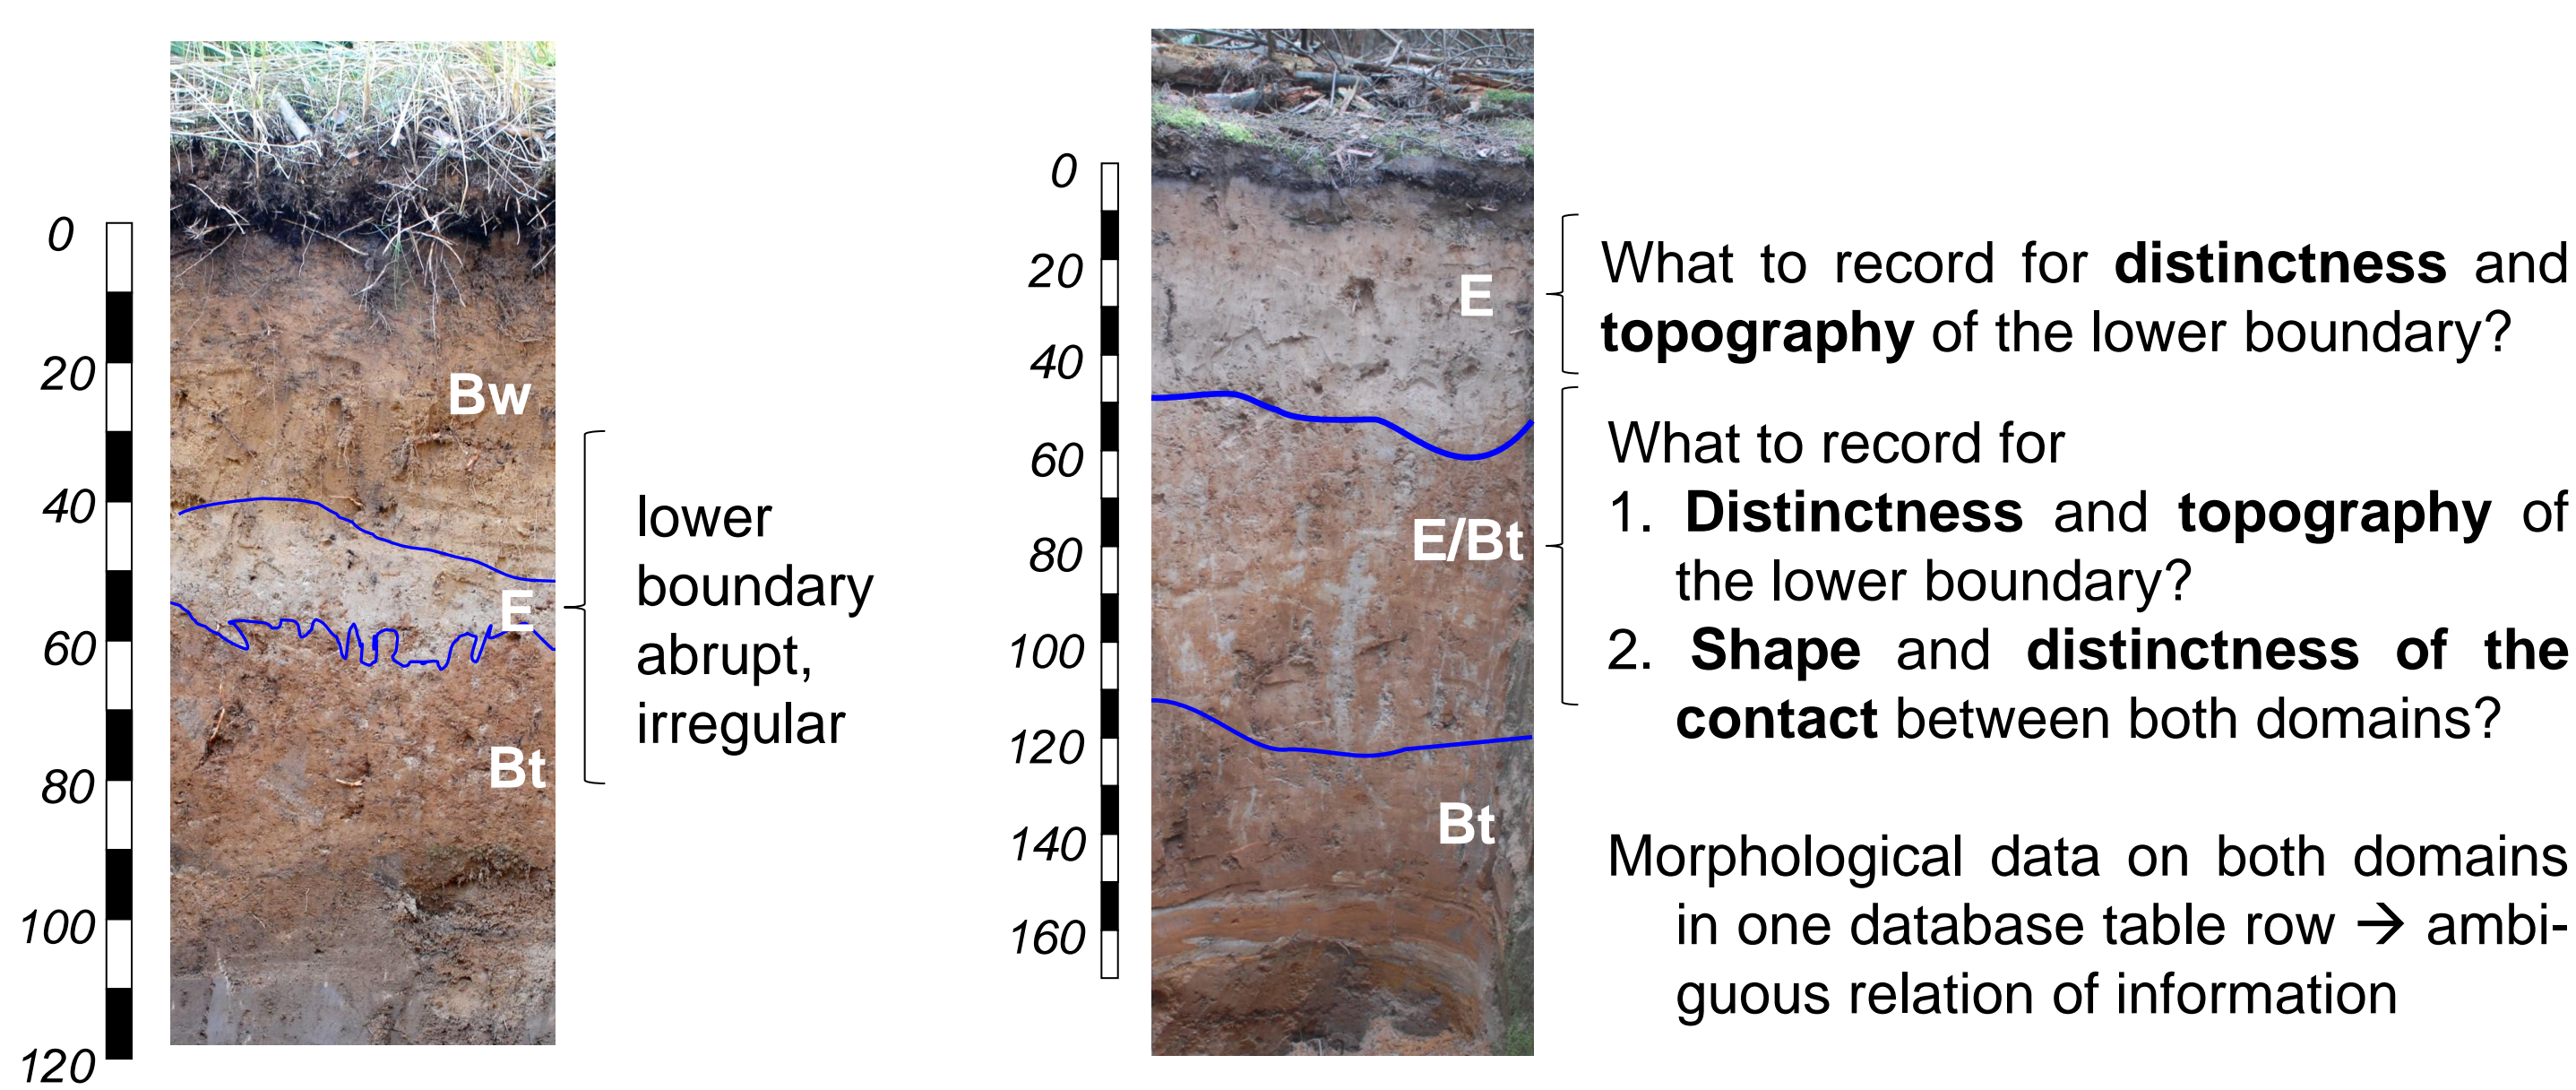 0
20
40
60
80
100
120
Bw
E
Bt
lower
boundary
abrupt,
irregular
0
20
40
60
80
100
120
140
160
E
E/Bt
Bt
What to record for distinctness and
topography of the lower boundary?
What to record for
1. Distinctness and topography of
the lower boundary?
2. Shape and distinctness of the
contact between both domains?
Morphological data on both domains
in one database table row → ambi-
guous relation of information